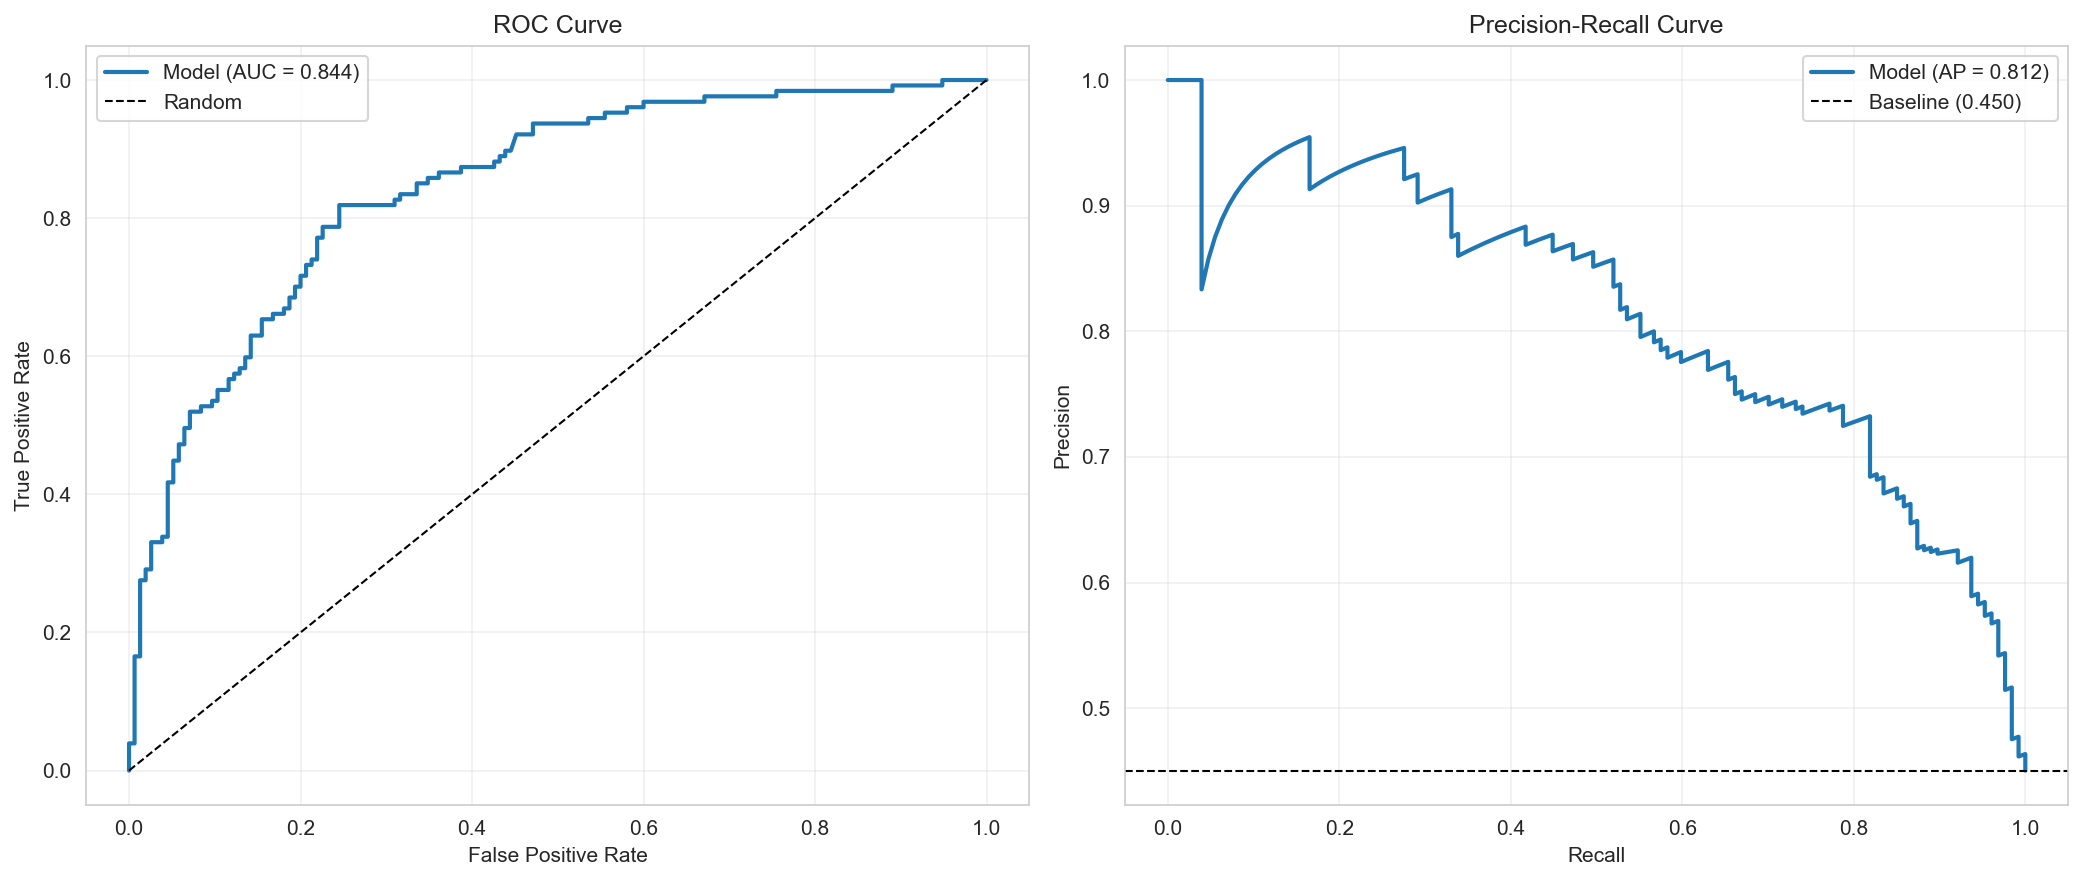 ROC Curve
Model (AUC = 0.844)
Random
1.0
0.8
0.6
0.4
0.2
0.0
True Positive Rate
0.0 0.2 0.4 0.6 0.8 1.0
False Positive Rate
Precision-Recall Curve
Model (AP = 0.812)
Baseline (0.450)
1.0
0.9
0.8
0.7
0.6
0.5
Precision
0.0 0.2 0.4 0.6 0.8 1.0
Recall